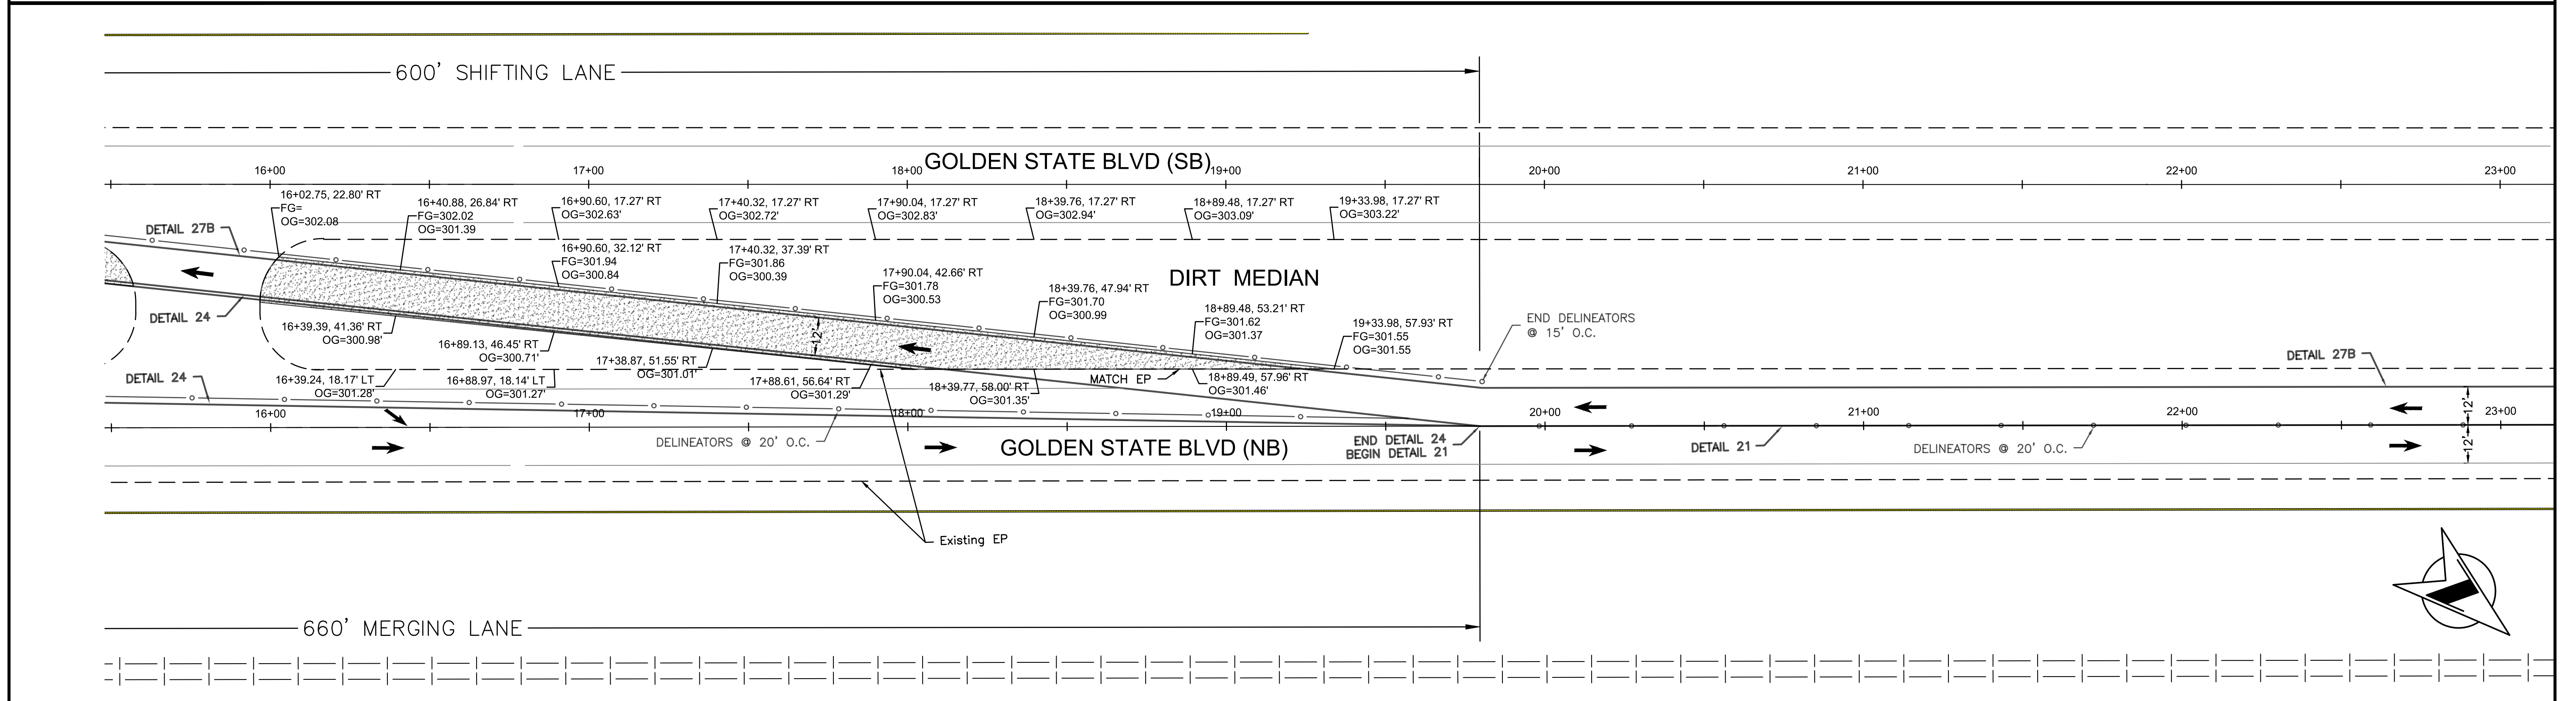 600' SHIFTING LANE
GOLDEN STATE BLVD (SB)
16+00
17+00
18+00
19+00
20+00
21+00
22+00
23+00
16+02.75, 22.80' RT
FG=
OG=302.08
16+40.88, 26.84' RT
FG=302.02
OG=301.39
16+90.60, 17.27' RT
OG=302.63'
17+40.32, 17.27' RT
OG=302.72'
17+90.04, 17.27' RT
OG=302.83'
18+39.76, 17.27' RT
OG=302.94'
18+89.48, 17.27' RT
OG=303.09'
19+33.98, 17.27' RT
OG=303.22'
DETAIL 27B
16+90.60, 32.12' RT
FG=301.94
OG=300.84
17+40.32, 37.39' RT
FG=301.86
OG=300.39
17+90.04, 42.66' RT
FG=301.78
OG=300.53
DIRT MEDIAN
18+39.76, 47.94' RT
FG=301.70
OG=300.99
18+89.48, 53.21' RT
FG=301.62
OG=301.37
19+33.98, 57.93' RT
FG=301.55
OG=301.55
END DELINEATORS
@ 15' O.C.
DETAIL 24
16+39.39, 41.36' RT
OG=300.98'
12'
16+89.13, 46.45' RT
OG=300.71'
17+38.87, 51.55' RT
OG=301.01'
DETAIL 27B
DETAIL 24
16+39.24, 18.17' LT
OG=301.28'
16+88.97, 18.14' LT
OG=301.27'
17+88.61, 56.64' RT
OG=301.29'
18+39.77, 58.00' RT
OG=301.35'
MATCH EP
18+89.49, 57.96' RT
OG=301.46'
16+00
17+00
18+00
19+00
20+00
21+00
22+00
23+00
12'
12'
DELINEATORS @ 20' O.C.
GOLDEN STATE BLVD (NB)
END DETAIL 24
BEGIN DETAIL 21
DETAIL 21
DELINEATORS @ 20' O.C.
Existing EP
660' MERGING LANE